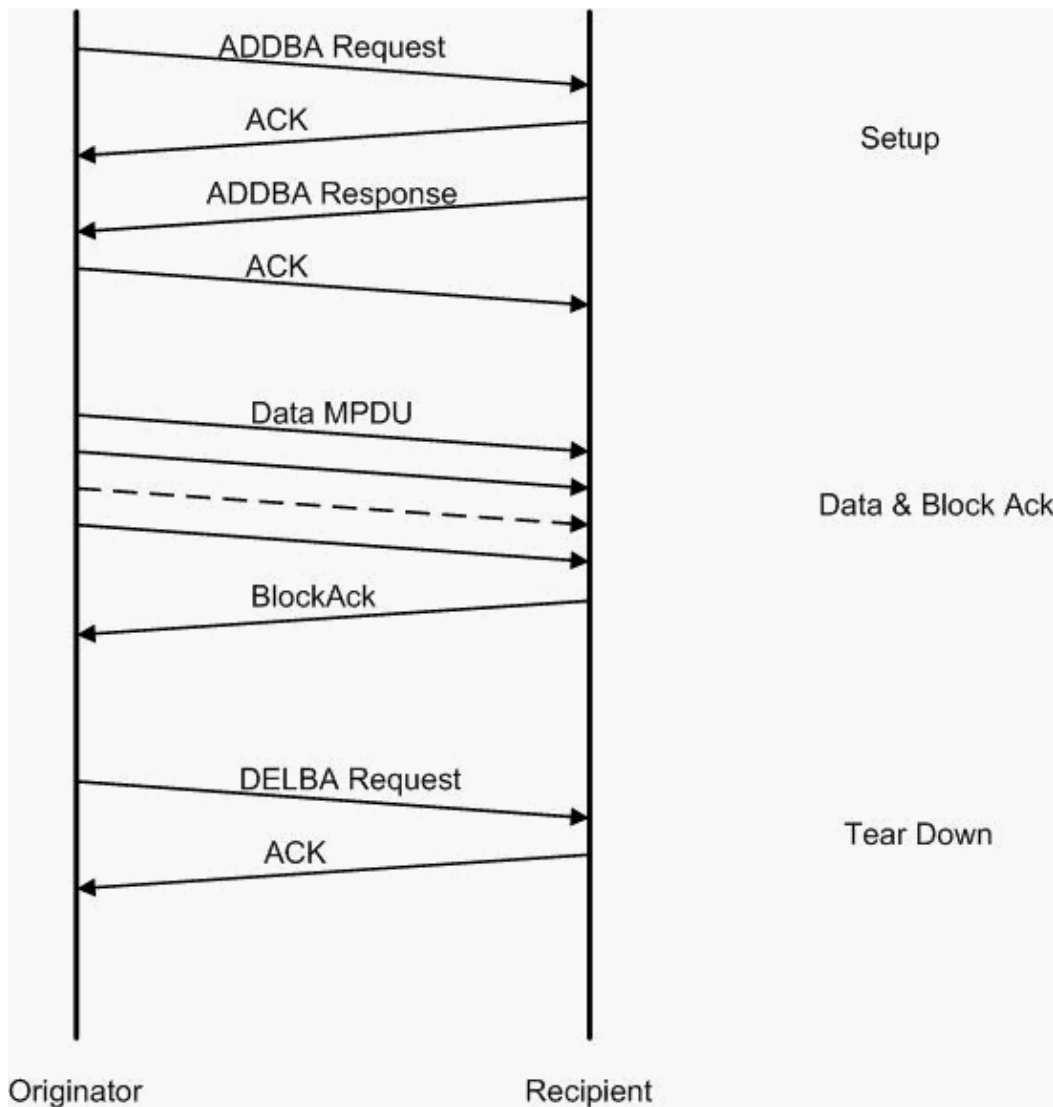 ADDBA Request
ACK
Setup
ADDBA Response
ACK
Data MPDU
Data & Block Ack
BlockAck
DELBA Request
Tear Down
ACK
Originator
Recipient